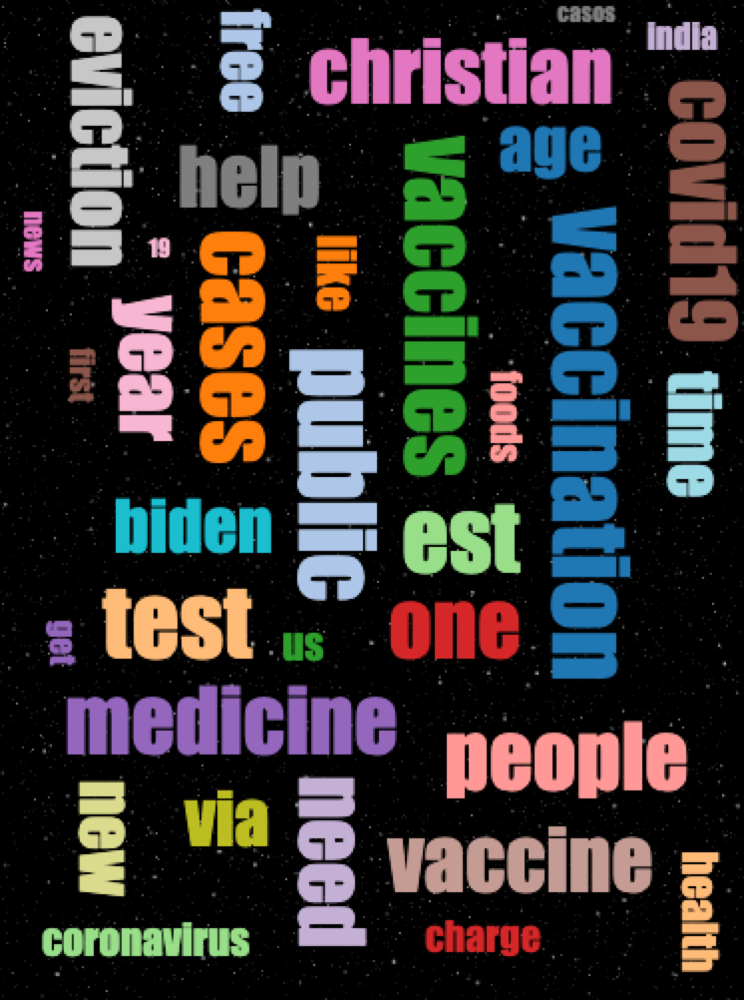 casos
india
free
eviction
christian
covid19
age
vaccines
help
vaccination
news
19
cases
like
year
first
public
foods
time
biden
est
test
one
get
us
medicine
people
new
via
need
vaccine
health
coronavirus
charge